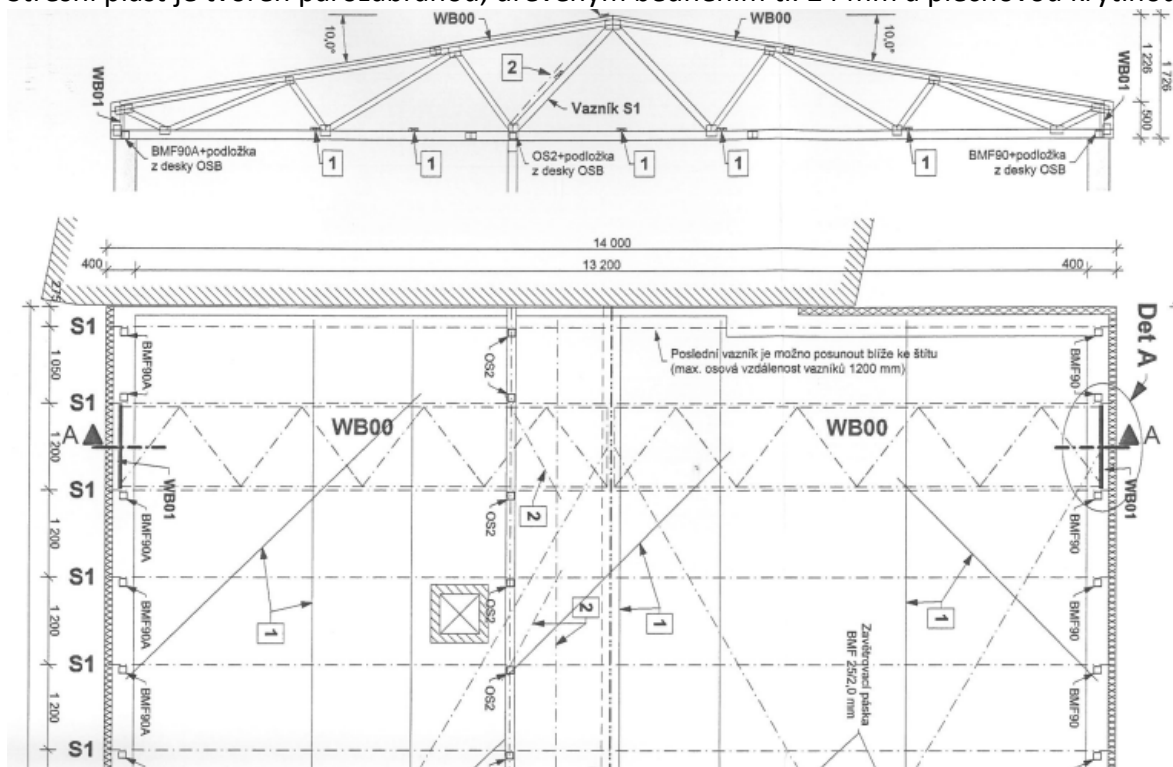 střešní plášť je tvořen parozábranou, dřevěným bedněním tl. 24 mm a plechovou krytinou
WB00
WB00
10,0°
10,0°
2
WB01
WB01
1 226
1 726
500
Vazník S1
BMF90A+podložka
z desky OSB
1
1
OS2+podložka
z desky OSB
1
1
1
BMF90+podložka
z desky OSB
14 000
400
13 200
400
275
S1
BMF90A
OS2
Poslední vazník je možno posunout blíže ke štítu
(max. osová vzdálenost vazníků 1200 mm)
BMF90
Det A
1 050
S1
A
WB00
WB00
A
1 200
WB01
WB01
S1
BMF90A
OS2
2
BMF90
1 200
S1
BMF90A
1
OS2
2
1
1
BMF90
1 200
S1
BMF90A
OS2
Zavětrovací páska
BMF 25/2,0 mm
BMF90
1 200
S1